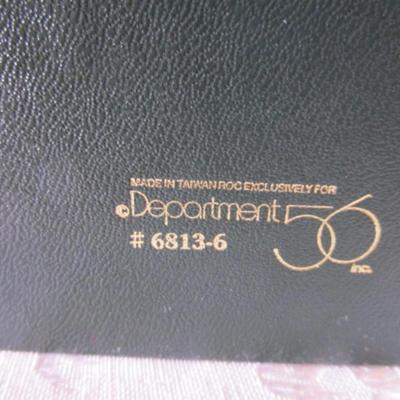 MADE IN TAIWAN ROC EXCLUSIVELY FOR
©Department 56
inc.
# 6813-6